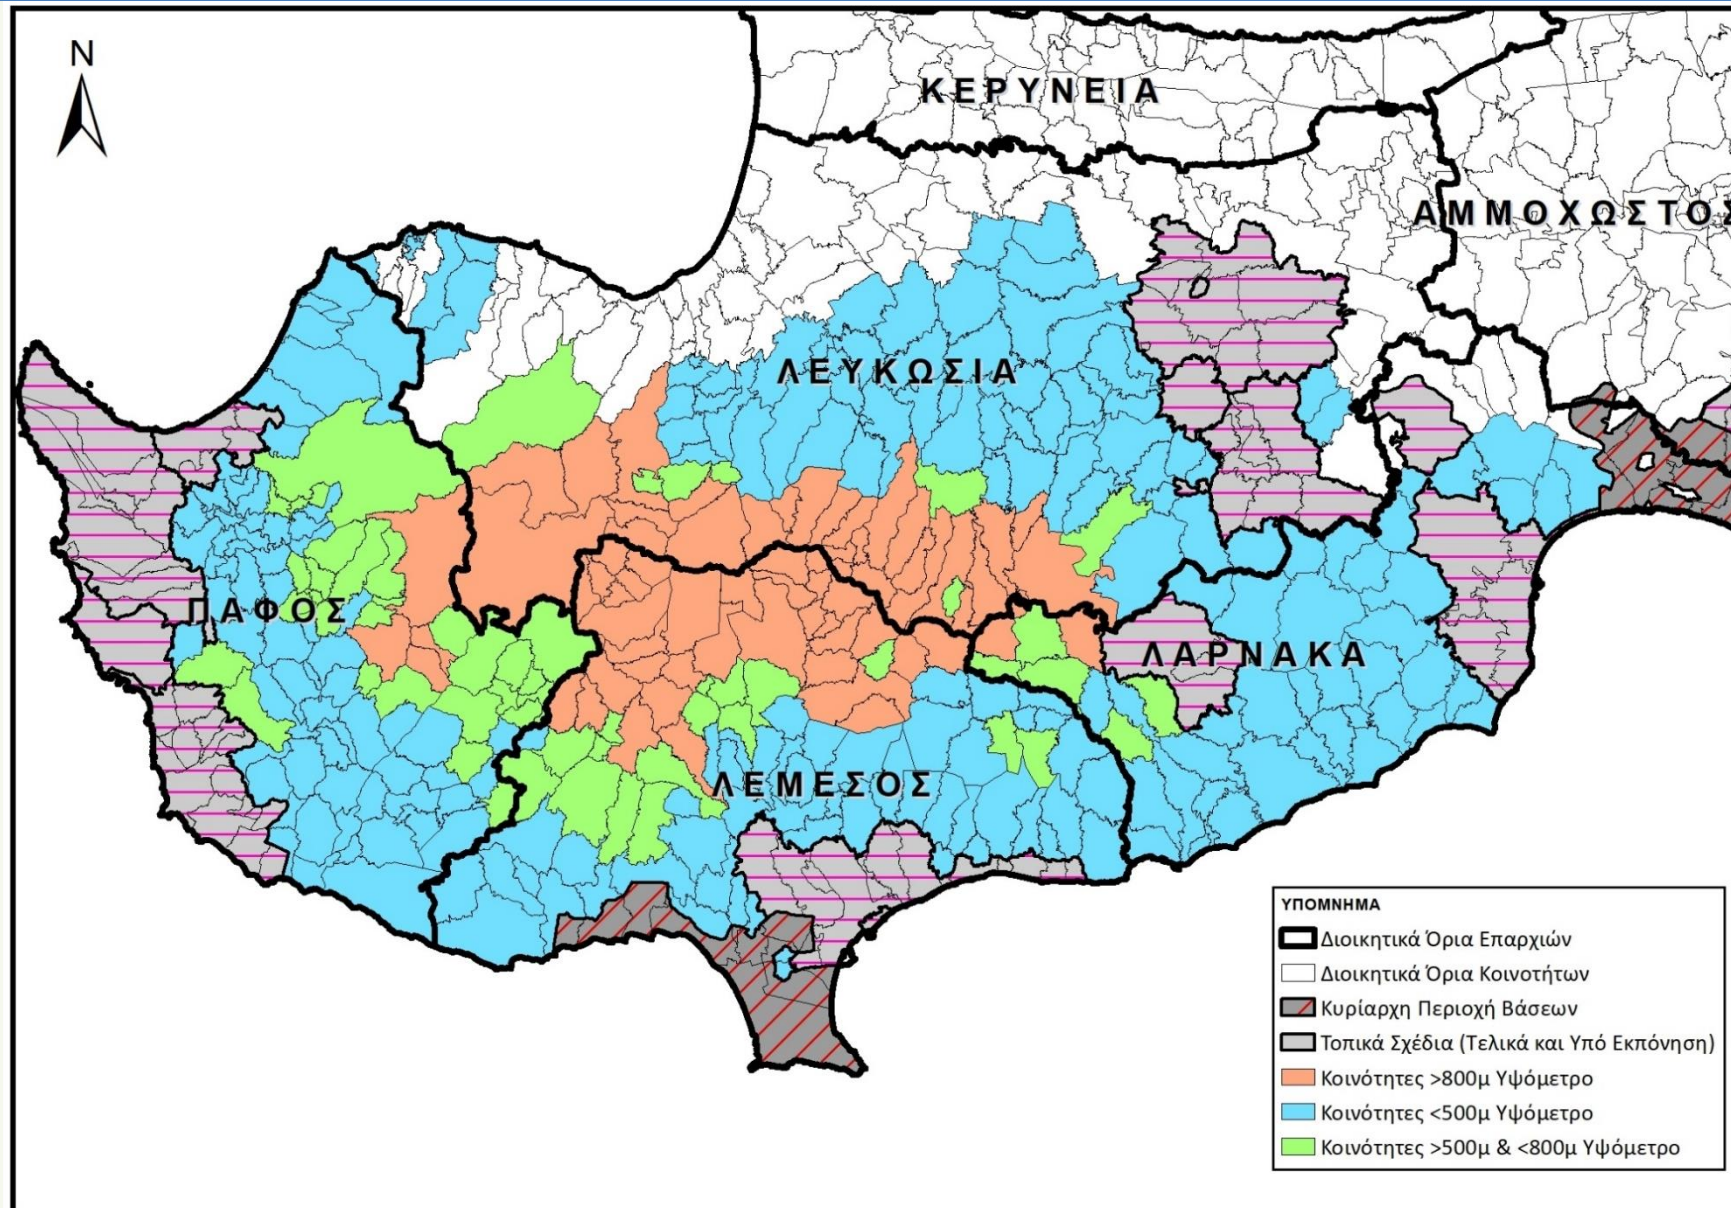 N
ΚΕΡΥΝΕΙΑ
ΑΜΜΟΧΩΣΤΟΣ
ΛΕΥΚΩΣΙΑ
ΠΑΦΟΣ
ΛΑΡΝΑΚΑ
ΛΕΜΕΣΟΣ
ΥΠΟΜΝΗΜΑ
Διοικητικά Όρια Επαρχιών
Διοικητικά Όρια Κοινοτήτων
Κυρίαρχη Περιοχή Βάσεων
Τοπικά Σχέδια (Τελικά και Υπό Εκπόνηση)
Κοινότητες >800μ Υψόμετρο
Κοινότητες <500μ Υψόμετρο
Κοινότητες >500μ & <800μ Υψόμετρο